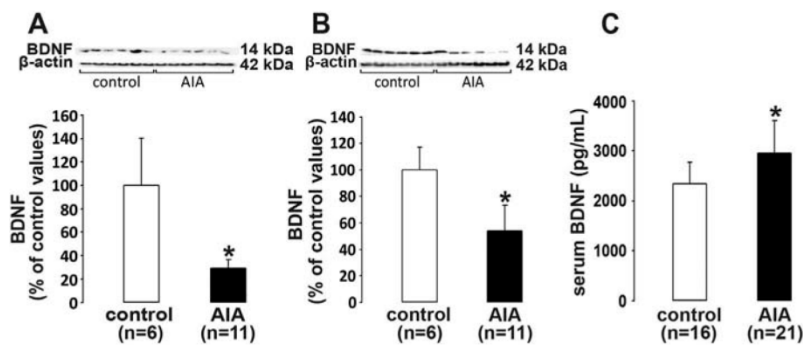 A
BDNF 14 kDa
β-actin 42 kDa
control AIA
BDNF
(% of control values)
160
140
120
100
80
60
40
20
0
control AIA
(n=6) (n=11)
B
BDNF 14 kDa
β-actin 42 kDa
control AIA
BDNF
(% of control values)
140
120
100
80
60
40
20
0
*
*
control AIA
(n=6) (n=11)
C
serum BDNF (pg/mL)
4000
3000
2000
1000
0
*
control AIA
(n=16) (n=21)